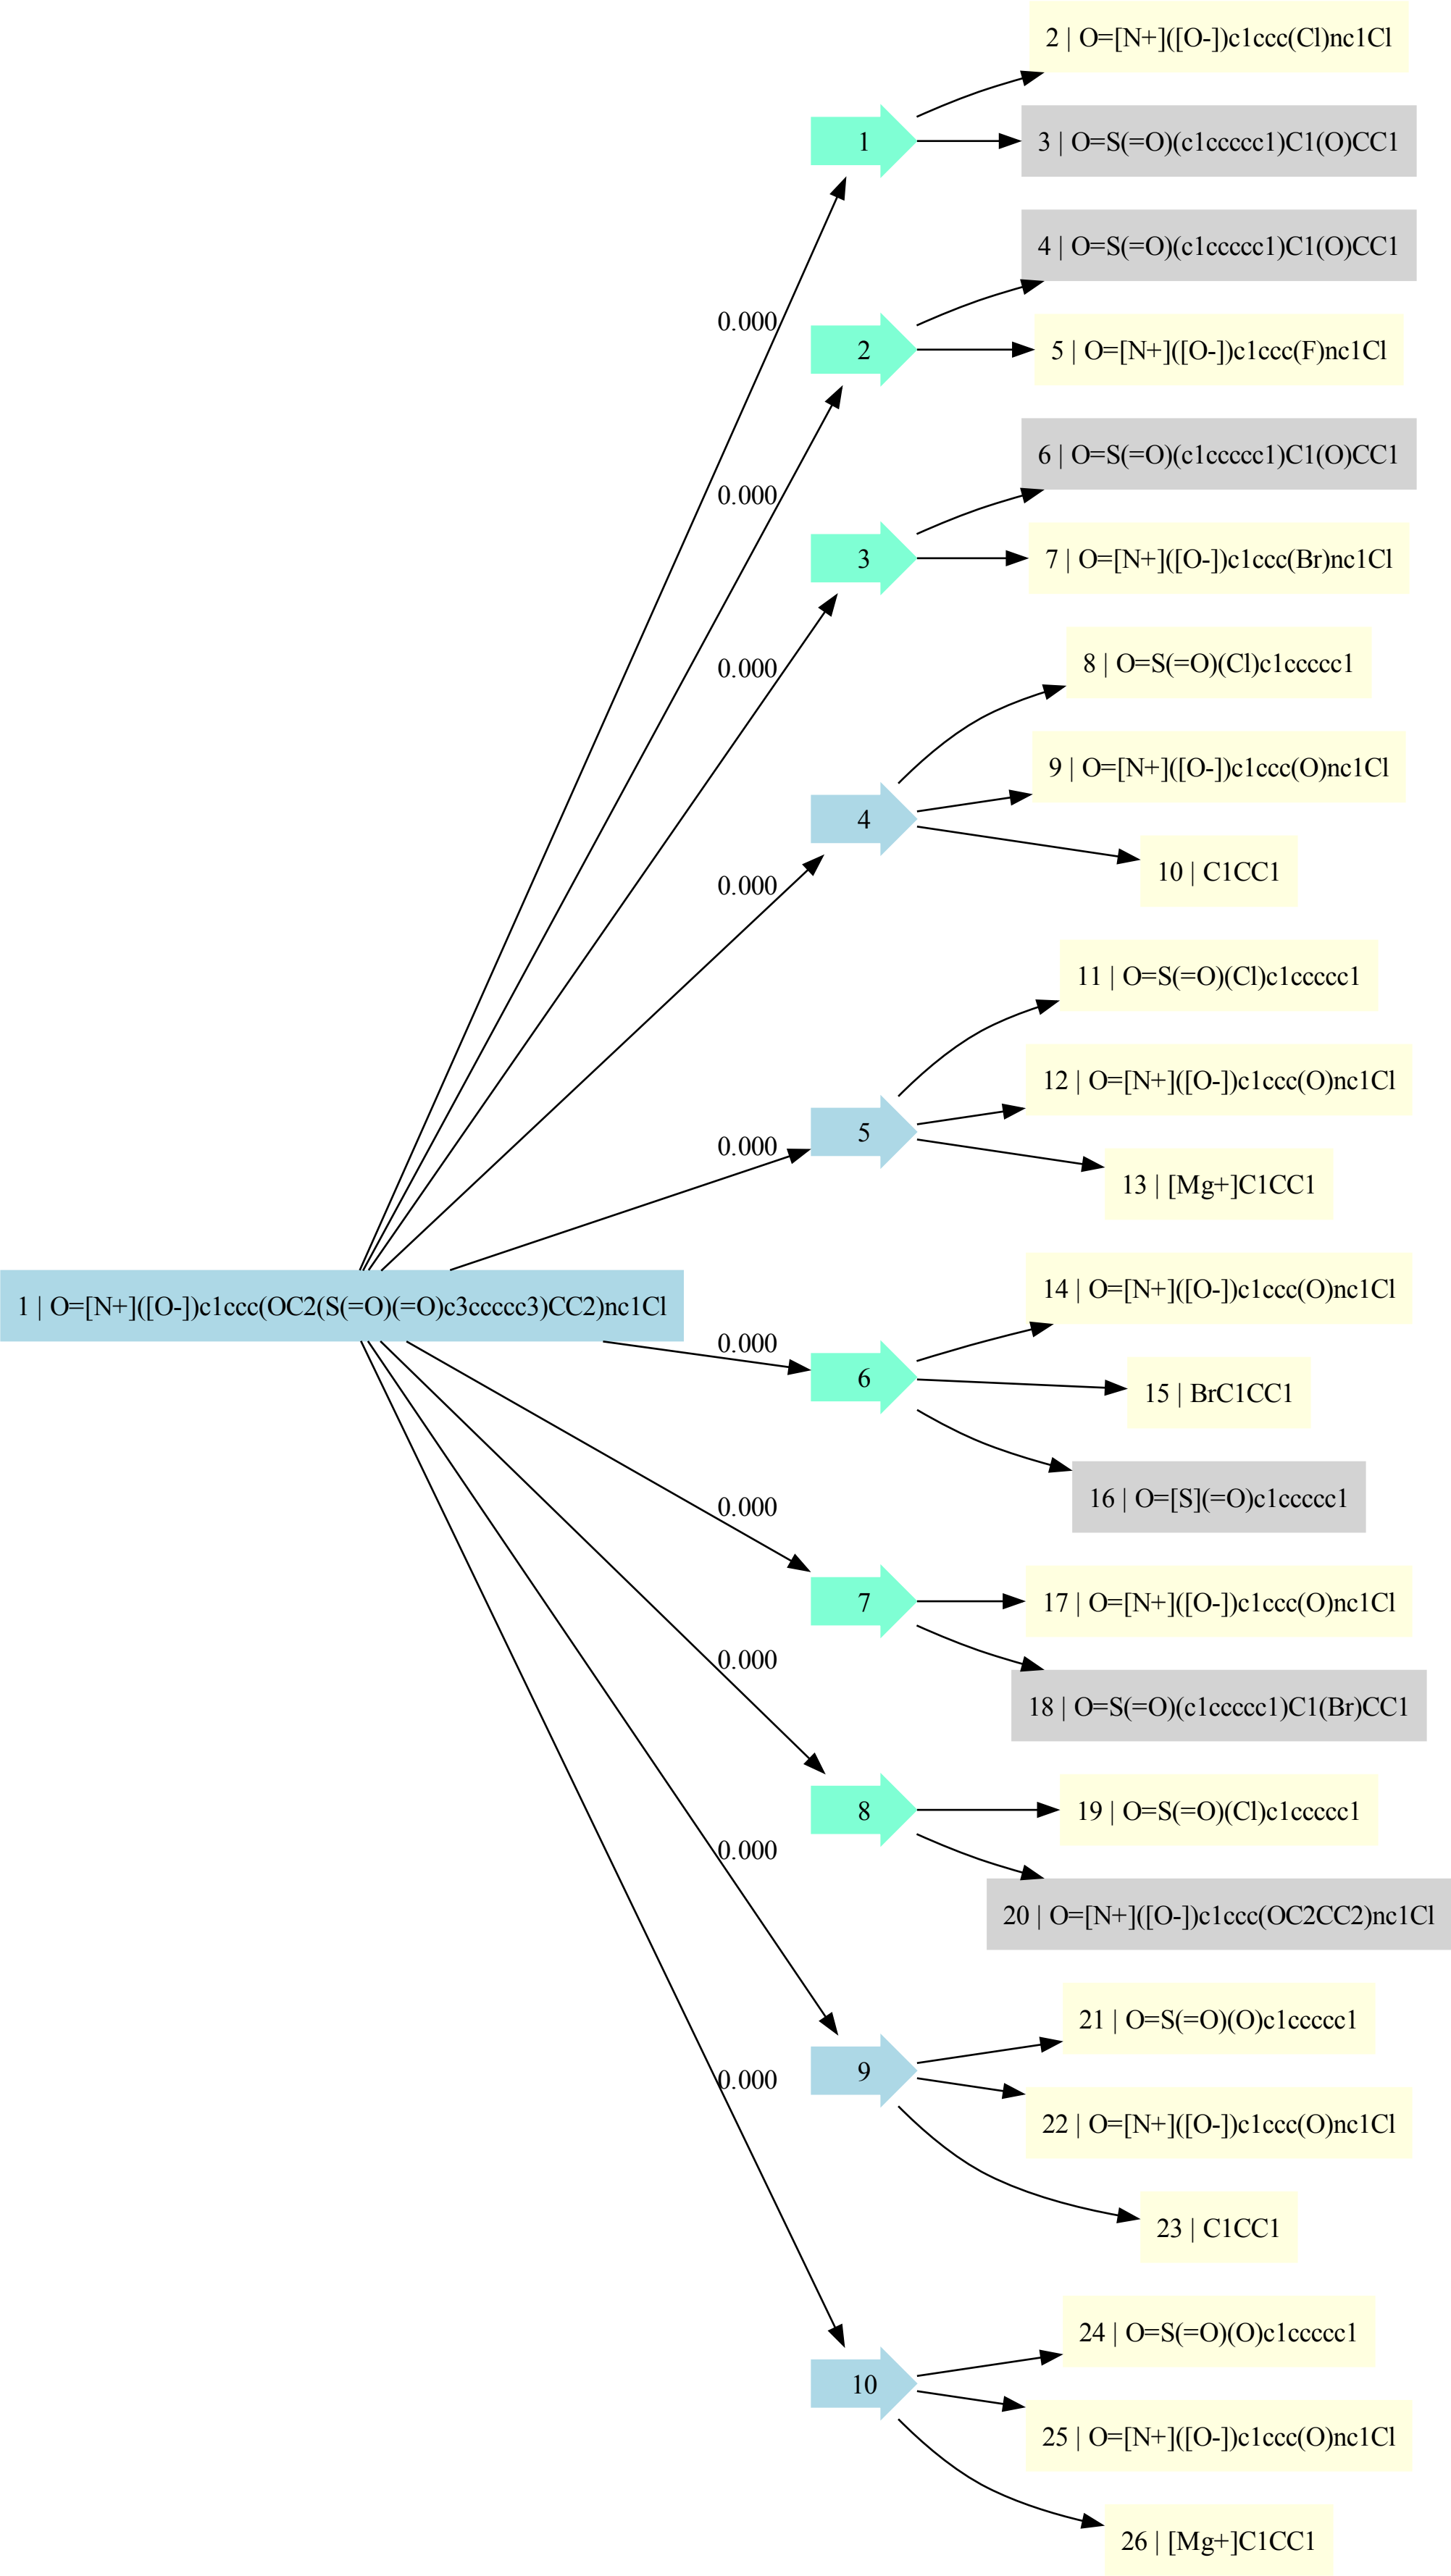 2 | O=[N+]([O-])c1ccc(Cl)nc1Cl
1
3 | O=S(=O)(c1ccccc1)C1(O)CC1
4 | O=S(=O)(c1ccccc1)C1(O)CC1
0.000
2
5 | O=[N+]([O-])c1ccc(F)nc1Cl
6 | O=S(=O)(c1ccccc1)C1(O)CC1
0.000
3
7 | O=[N+]([O-])c1ccc(Br)nc1Cl
0.000
8 | O=S(=O)(Cl)c1ccccc1
9 | O=[N+]([O-])c1ccc(O)nc1Cl
4
0.000
10 | C1CC1
11 | O=S(=O)(Cl)c1ccccc1
12 | O=[N+]([O-])c1ccc(O)nc1Cl
5
0.000
13 | [Mg+]C1CC1
1 | O=[N+]([O-])c1ccc(OC2(S(=O)(=O)c3ccccc3)CC2)nc1Cl
14 | O=[N+]([O-])c1ccc(O)nc1Cl
0.000
6
15 | BrC1CC1
16 | O=[S](=O)c1ccccc1
0.000
7
17 | O=[N+]([O-])c1ccc(O)nc1Cl
0.000
18 | O=S(=O)(c1ccccc1)C1(Br)CC1
8
19 | O=S(=O)(Cl)c1ccccc1
0.000
20 | O=[N+]([O-])c1ccc(OC2CC2)nc1Cl
21 | O=S(=O)(O)c1ccccc1
9
0.000
22 | O=[N+]([O-])c1ccc(O)nc1Cl
23 | C1CC1
24 | O=S(=O)(O)c1ccccc1
10
25 | O=[N+]([O-])c1ccc(O)nc1Cl
26 | [Mg+]C1CC1